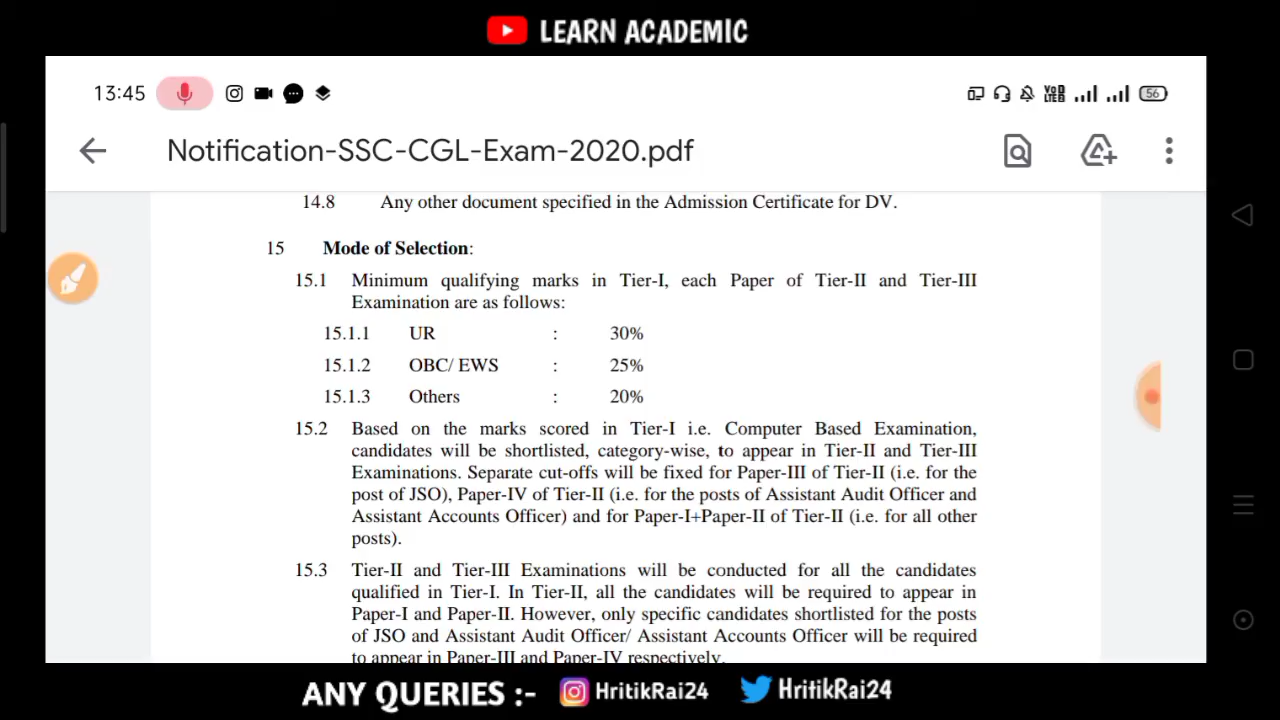 LEARN ACADEMIC
13:45
VoD
LTEB
56
Notification-SSC-CGL-Exam-2020.pdf
14.8 Any other document specified in the Admission Certificate for DV.
15 Mode of Selection:
15.1 Minimum qualifying marks in Tier-I, each Paper of Tier-II and Tier-III
Examination are as follows:
15.1.1 UR : 30%
15.1.2 OBC/ EWS : 25%
15.1.3 Others : 20%
15.2 Based on the marks scored in Tier-I i.e. Computer Based Examination,
candidates will be shortlisted, category-wise, to appear in Tier-II and Tier-III
Examinations. Separate cut-offs will be fixed for Paper-III of Tier-II (i.e. for the
post of JSO), Paper-IV of Tier-II (i.e. for the posts of Assistant Audit Officer and
Assistant Accounts Officer) and for Paper-I+Paper-II of Tier-II (i.e. for all other
posts).
15.3 Tier-II and Tier-III Examinations will be conducted for all the candidates
qualified in Tier-I. In Tier-II, all the candidates will be required to appear in
Paper-I and Paper-II. However, only specific candidates shortlisted for the posts
of JSO and Assistant Audit Officer/ Assistant Accounts Officer will be required
to appear in Paper-III and Paper-IV respectively.
ANY QUERIES :- HritikRai24 HritikRai24